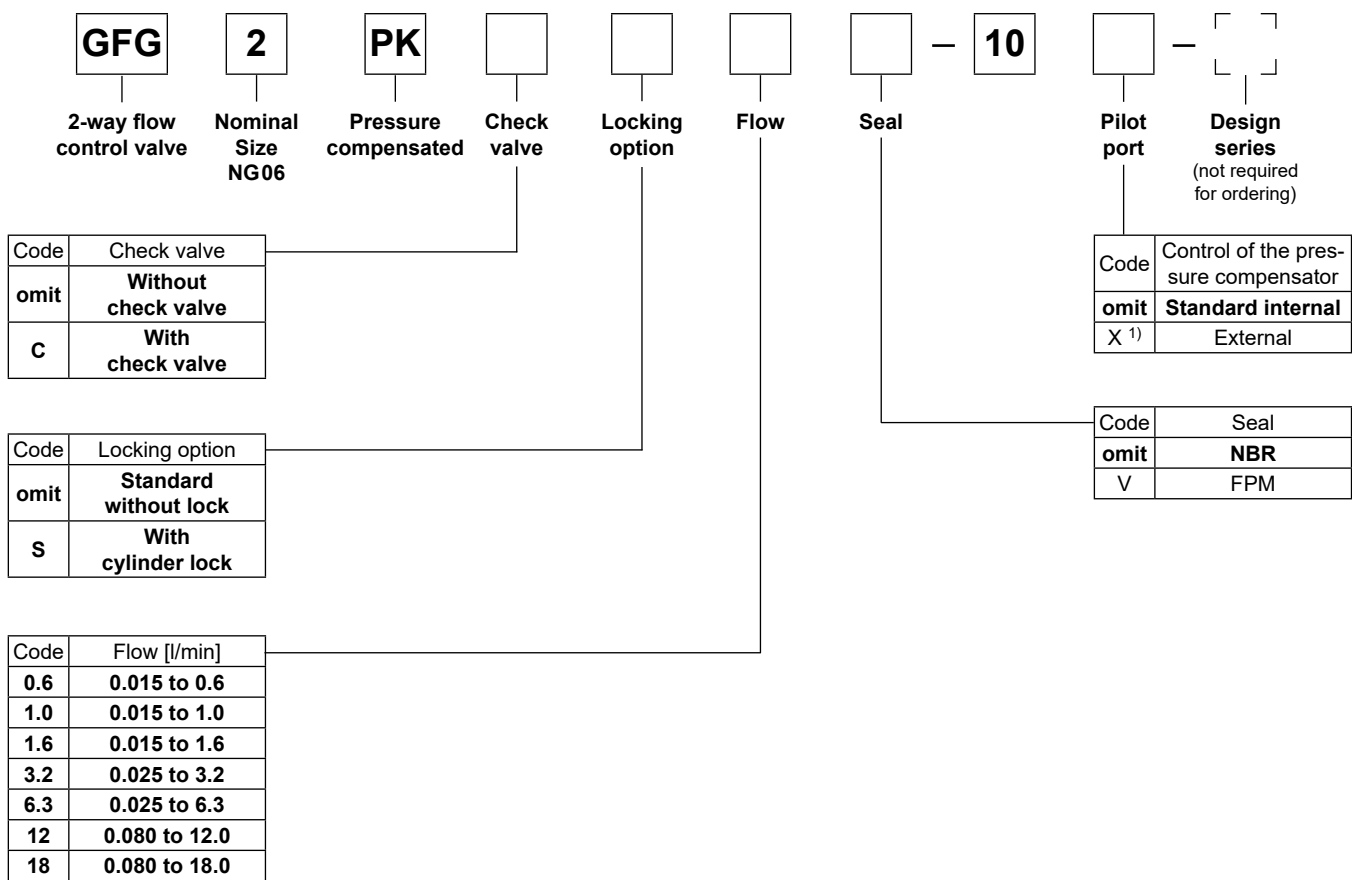 GFG 2 PK – 10 –
2-way flow
control valve
Nominal
Size
NG06
Pressure
compensated
Check
valve
Locking
option
Flow
Seal
Pilot
port
Design
series
(not required
for ordering)
Code Check valve
omit Without
check valve
C With
check valve
Code Control of the pres-
sure compensator
omit Standard internal
X 1) External
Code Locking option
omit Standard
without lock
S With
cylinder lock
Code Seal
omit NBR
V FPM
Code Flow [l/min]
0.6 0.015 to 0.6
1.0 0.015 to 1.0
1.6 0.015 to 1.6
3.2 0.025 to 3.2
6.3 0.025 to 6.3
12 0.080 to 12.0
18 0.080 to 18.0